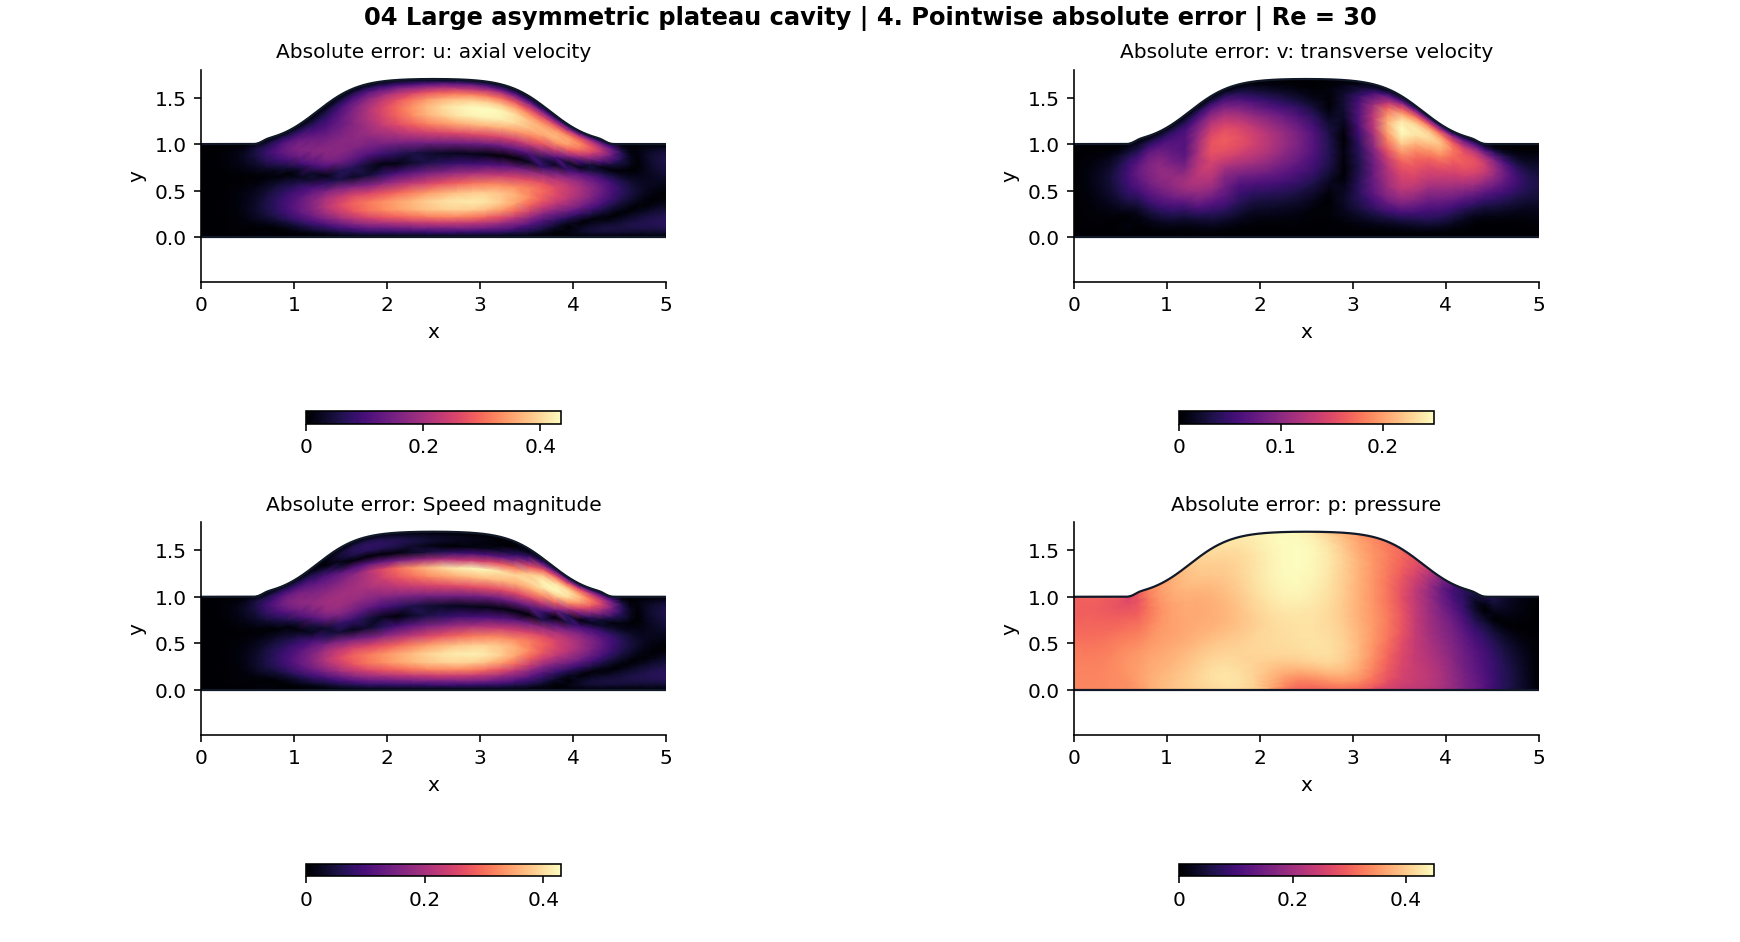 04 Large asymmetric plateau cavity | 4. Pointwise absolute error | Re = 30
Absolute error: u: axial velocity
Absolute error: v: transverse velocity
1.5
1.0
0.5
0.0
y
0 1 2 3 4 5
x
0 0.2 0.4
1.5
1.0
0.5
0.0
y
0 1 2 3 4 5
x
0 0.1 0.2
Absolute error: Speed magnitude
Absolute error: p: pressure
1.5
1.0
0.5
0.0
y
0 1 2 3 4 5
x
0 0.2 0.4
1.5
1.0
0.5
0.0
y
0 1 2 3 4 5
x
0 0.2 0.4